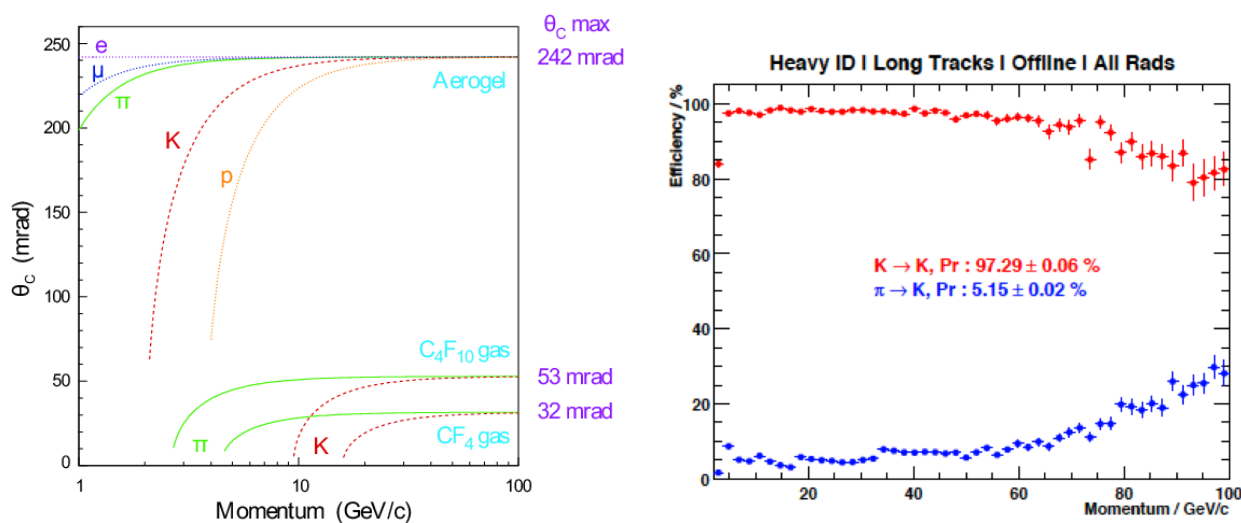 θC max
242 mrad
53 mrad
32 mrad
250
200
150
100
50
0
θC (mrad)
e
μ
π
K
p
Aerogel
C4F10 gas
CF4 gas
π
K
1
10
100
Momentum (GeV/c)
Heavy ID | Long Tracks | Offline | All Rads
Efficiency / %
100
80
60
40
20
0
K → K, Pr : 97.29 ± 0.06 %
π → K, Pr : 5.15 ± 0.02 %
20
40
60
80
100
Momentum / GeV/c